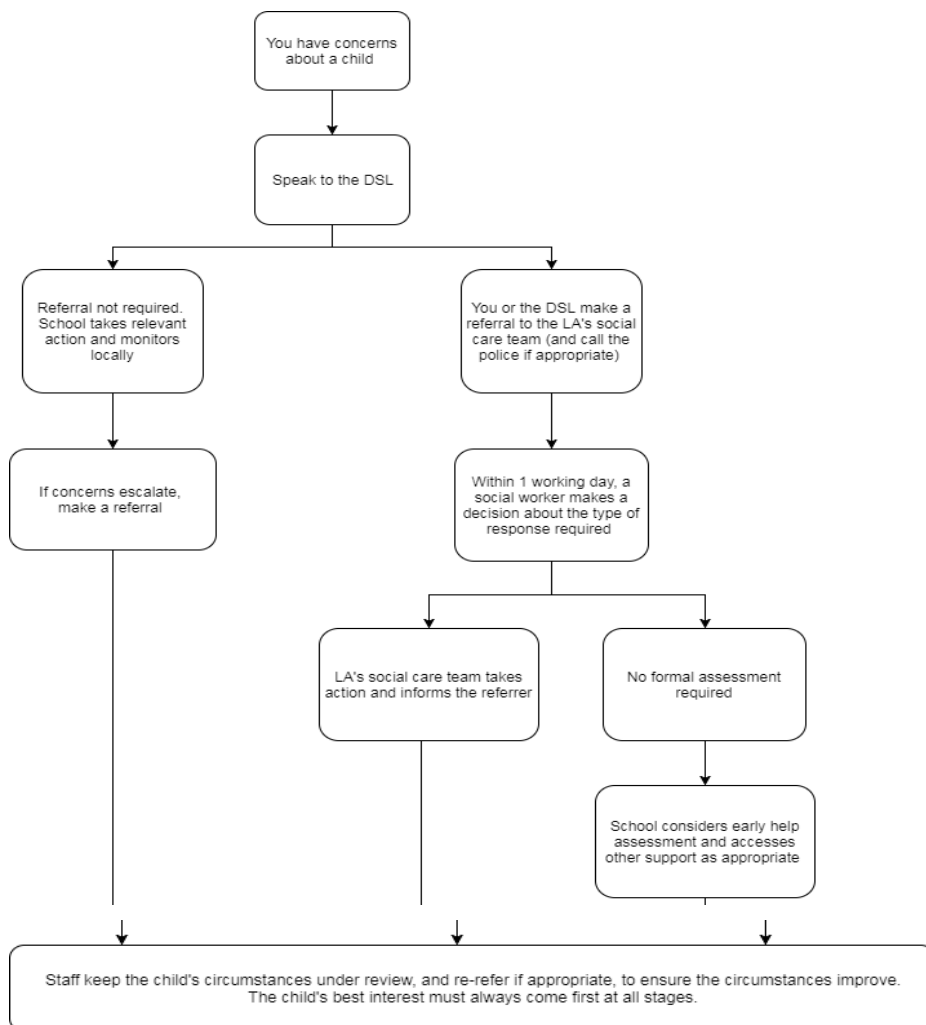 You have concerns
about a child
Speak to the DSL
Referral not required.
School takes relevant
action and monitors
locally
You or the DSL make a
referral to the LA's social
care team (and call the
police if appropriate)
If concerns escalate,
make a referral
Within 1 working day, a
social worker makes a
decision about the type of
response required
LA's social care team takes
action and informs the referrer
No formal assessment
required
School considers early help
assessment and accesses
other support as appropriate
Staff keep the child's circumstances under review, and re-refer if appropriate, to ensure the circumstances improve.
The child's best interest must always come first at all stages.